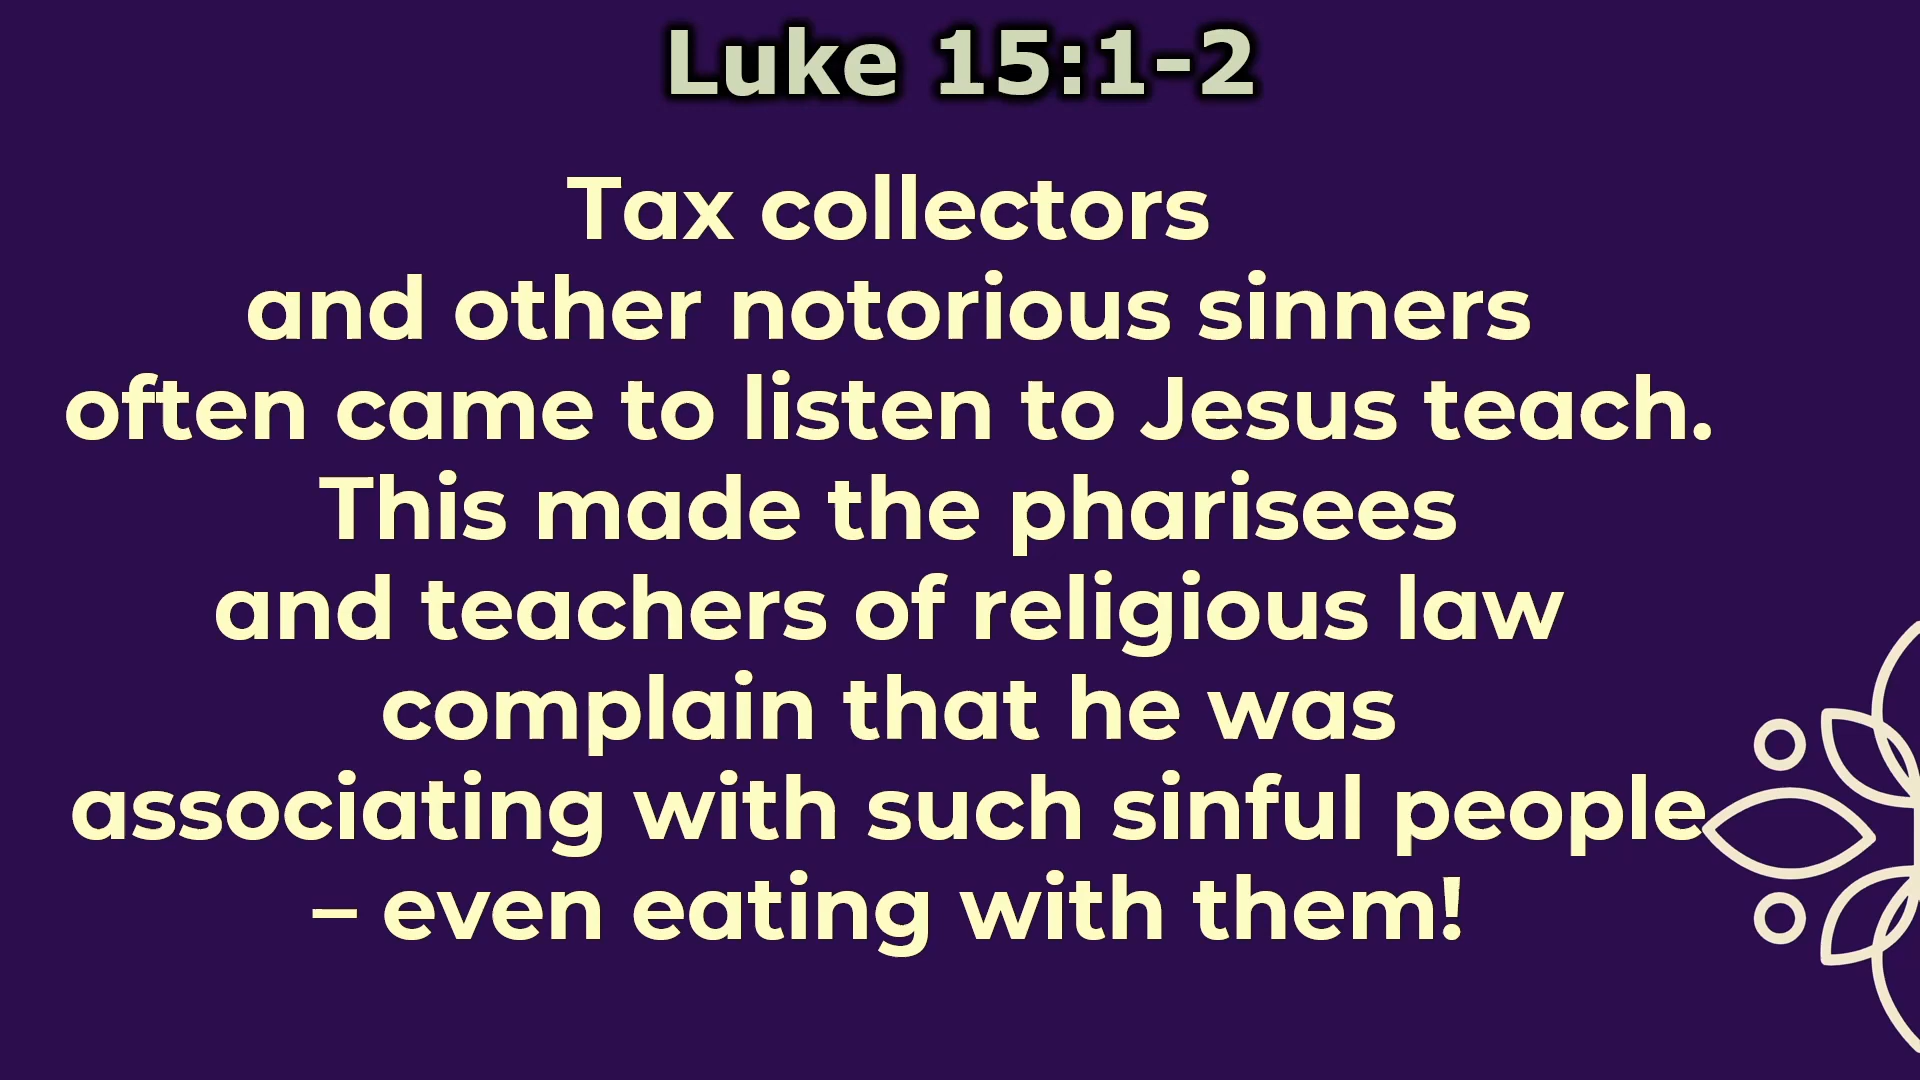 Luke 15:1-2
Tax collectors
and other notorious sinners
often came to listen to Jesus teach.
This made the pharisees
and teachers of religious law
complain that he was
associating with such sinful people
– even eating with them!